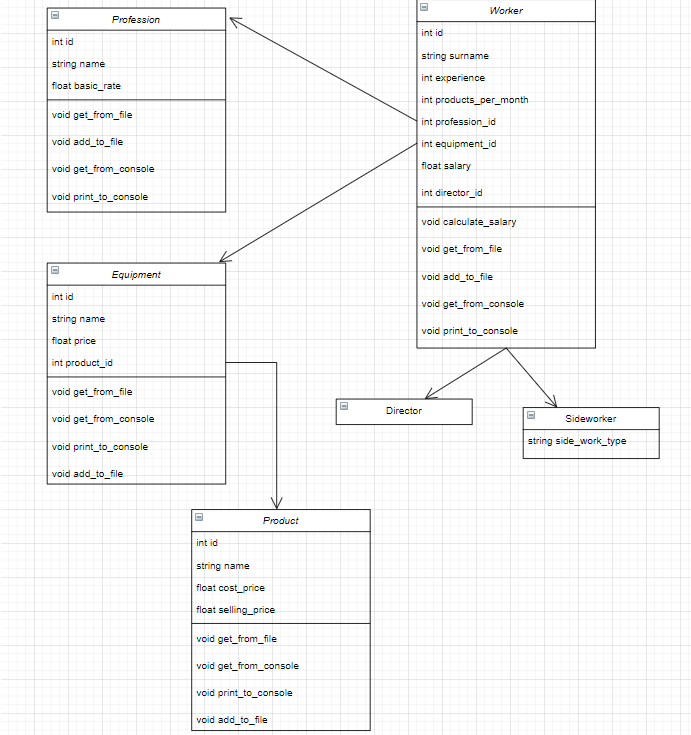 Profession
int id
string name
float basic_rate
void get_from_file
void add_to_file
void get_from_console
void print_to_console
Worker
int id
string surname
int experience
int products_per_month
int profession_id
int equipment_id
float salary
int director_id
void calculate_salary
void get_from_file
void add_to_file
void get_from_console
void print_to_console
Equipment
int id
string name
float price
int product_id
void get_from_file
void get_from_console
void print_to_console
void add_to_file
Director
Sideworker
string side_work_type
Product
int id
string name
float cost_price
float selling_price
void get_from_file
void get_from_console
void print_to_console
void add_to_file